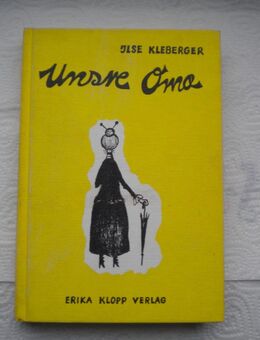 ILSE KLEBERGER
Unsre Oma
ERIKA KLOPP VERLAG